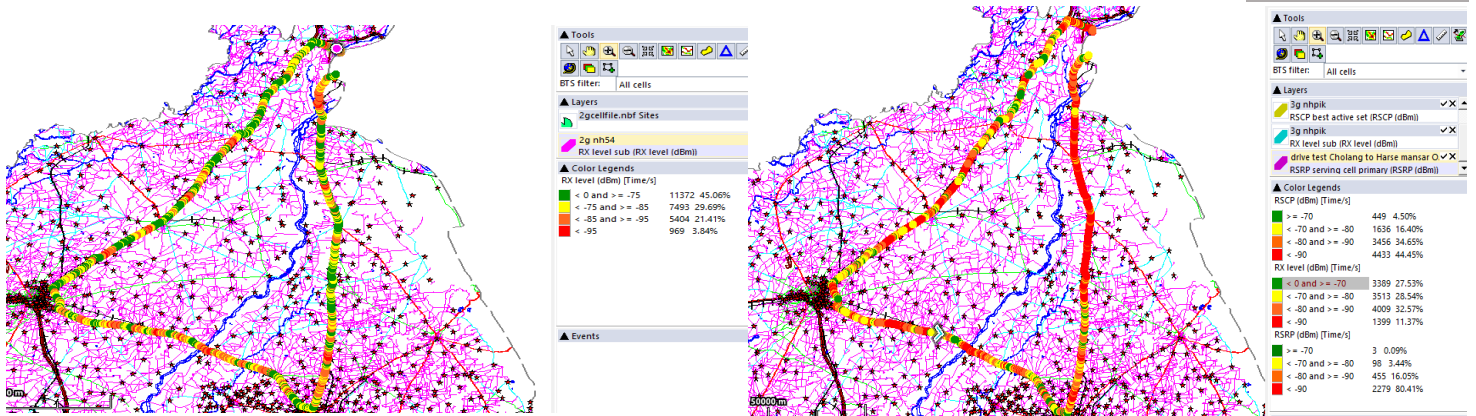 Tools
BTS filter: All cells
Layers
2gcellfile.nbf Sites
2g nh54
RX level sub (RX level (dBm))
Color Legends
RX level (dBm) [Time/s]
< 0 and >= -75 11372 45.06%
< -75 and >= -85 7493 29.69%
< -85 and >= -95 5404 21.41%
< -95 969 3.84%
Events
0 m
50000 m
Tools
BTS filter: All cells
Layers
3g nhpik
RSCP best active set (RSCP (dBm))
3g nhpik
RX level sub (RX level (dBm))
drive test Cholang to Harse mansar O.
RSRP serving cell primary (RSRP (dBm))
Color Legends
RSCP (dBm) [Time/s]
>= -70 449 4.50%
< -70 and >= -80 1636 16.40%
< -80 and >= -90 3456 34.65%
< -90 4433 44.45%
RX level (dBm) [Time/s]
< 0 and >= -70 3389 27.53%
< -70 and >= -80 3513 28.54%
< -80 and >= -90 4009 32.57%
< -90 1399 11.37%
RSRP (dBm) [Time/s]
>= -70 3 0.09%
< -70 and >= -80 98 3.44%
< -80 and >= -90 455 16.05%
< -90 2279 80.41%